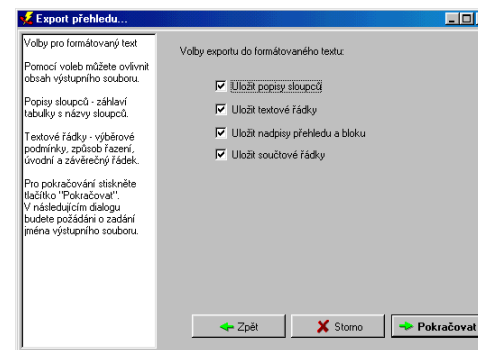 Export přehledu...
Volby pro formátovaný text
Pomocí voleb můžete ovlivnit
obsah výstupního souboru.
Popisy sloupců - záhlaví
tabulky s názvy sloupců.
Textové řádky - výběrové
podmínky, způsob řazení,
úvodní a závěrečný řádek.
Pro pokračování stiskněte
tlačítko "Pokračovat".
V následujícím dialogu
budete požádáni o zadání
jména výstupního souboru.
Volby exportu do formátovaného textu:
Uložit popisy sloupců
Uložit textové řádky
Uložit nadpisy přehledu a bloku
Uložit součtové řádky
Zpět
Storno
Pokračovat